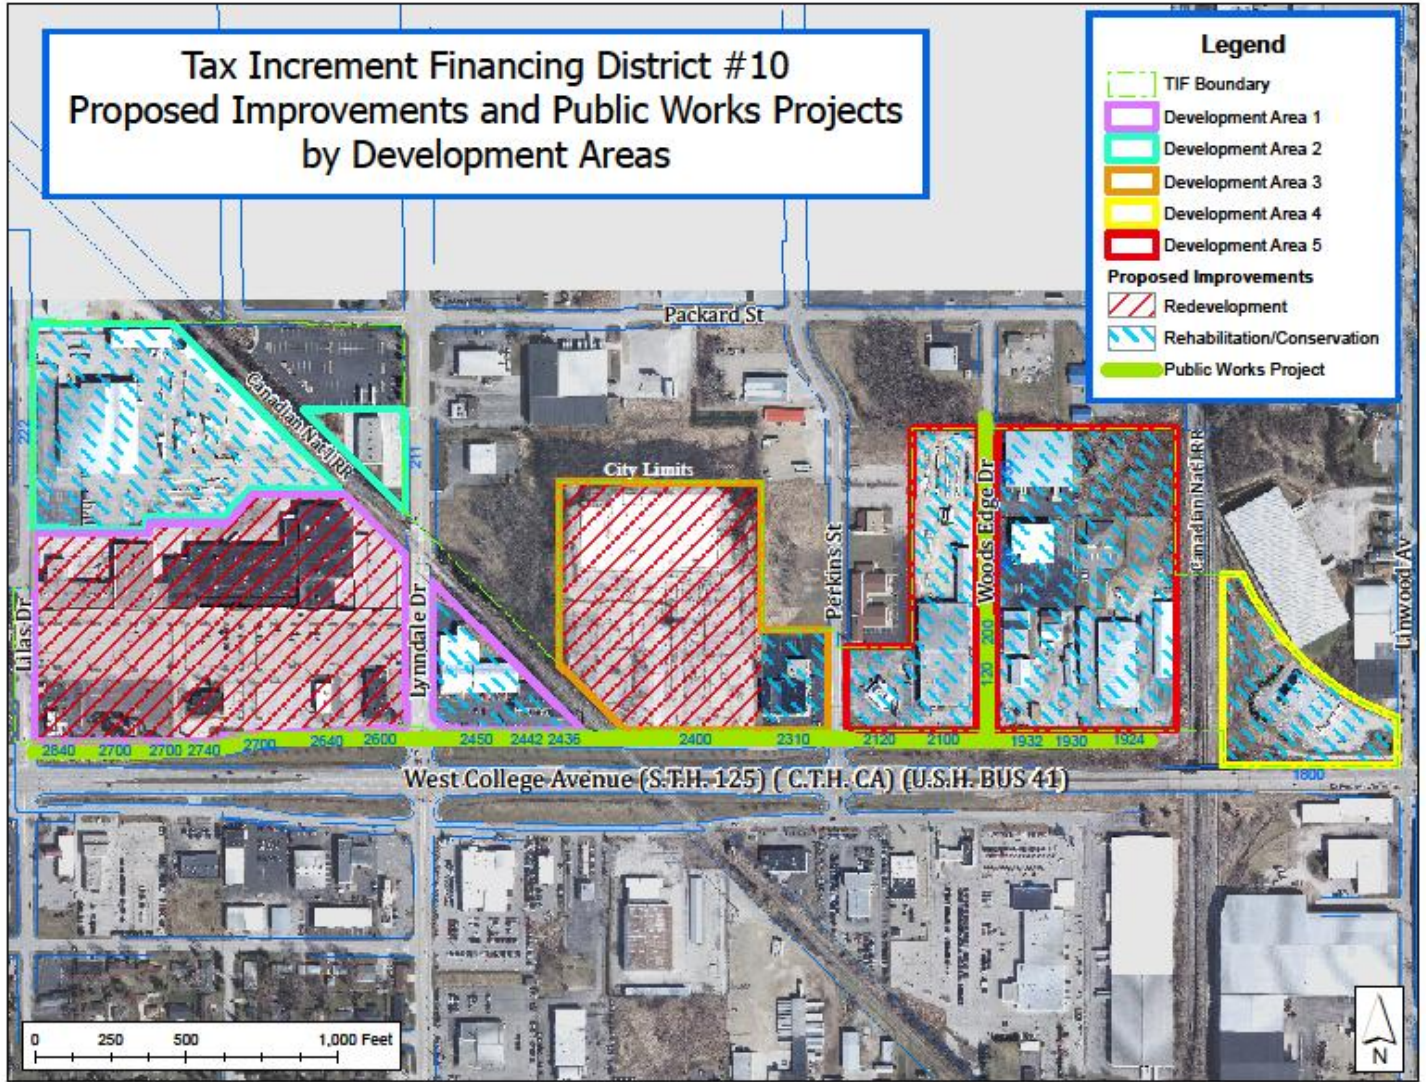 Tax Increment Financing District #10
Proposed Improvements and Public Works Projects
by Development Areas
Legend
TIF Boundary
Development Area 1
Development Area 2
Development Area 3
Development Area 4
Development Area 5
Proposed Improvements
Redevelopment
Rehabilitation/Conservation
Public Works Project
Packard St
Canadian Natl RR
222
211
City Limits
Perkins St
Woods Edge Dr
200
120
Canadian Natl RR
Linwood Av
Lilas Dr
Lynndale Dr
2840 2700 2700 2740 2700 2640 2600 2450 2442 2436 2400 2310 2120 2100 1932 1930 1924
1800
West College Avenue (S.T.H. 125) ( C.T.H. CA) (U.S.H. BUS 41)
0 250 500 1,000 Feet
N